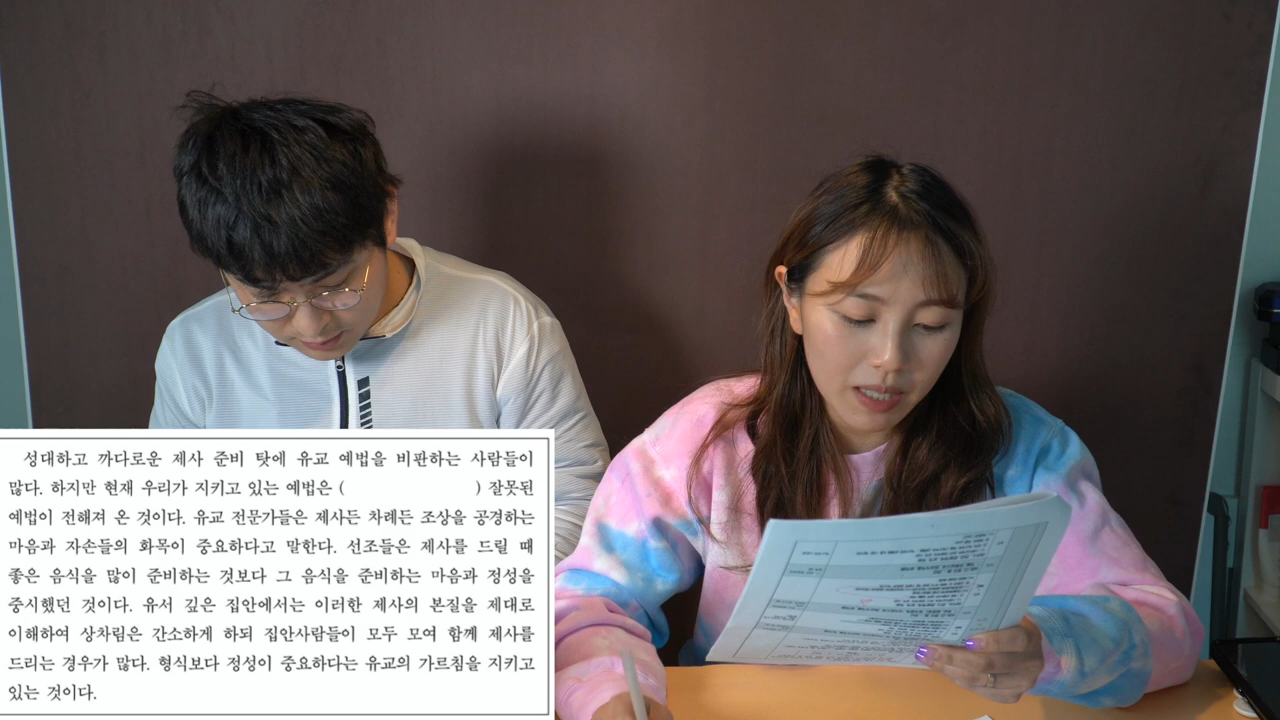 성대하고 까다로운 제사 준비 탓에 유교 예법을 비판하는 사람들이
많다. 하지만 현재 우리가 지키고 있는 예법은 ( ) 잘못된
예법이 전해져 온 것이다. 유교 전문가들은 제사든 차례든 조상을 공경하는
마음과 자손들의 화목이 중요하다고 말한다. 선조들은 제사를 드릴 때
좋은 음식을 많이 준비하는 것보다 그 음식을 준비하는 마음과 정성을
중시했던 것이다. 유서 깊은 집안에서는 이러한 제사의 본질을 제대로
이해하여 상차림은 간소하게 하되 집안사람들이 모두 모여 함께 제사를
드리는 경우가 많다. 형식보다 정성이 중요하다는 유교의 가르침을 지키고
있는 것이다.